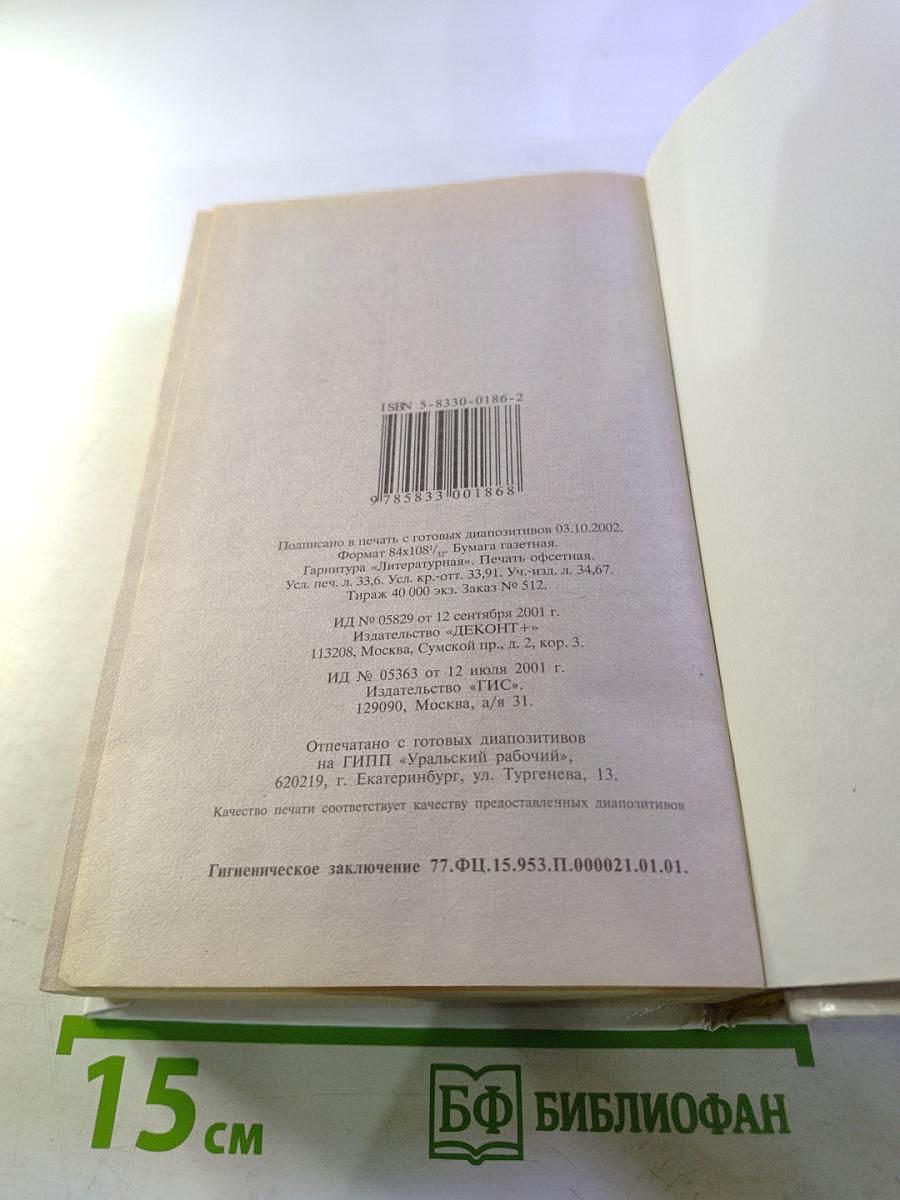 ISBN 5-8330-0186-2
9 785833 001868
Подписано в печать с готовых диапозитивов 03.10.2002.
Формат 84х108¹/₃₂. Бумага газетная.
Гарнитура «Литературная». Печать офсетная.
Усл. печ. л. 33,6. Усл. кр.-отт. 33,91. Уч.-изд. л. 34,67.
Тираж 40 000 экз. Заказ № 512.
ИД № 05829 от 12 сентября 2001 г.
Издательство «ДЕКОНТ+»
113208, Москва, Сумской пр., д. 2, кор. 3.
ИД № 05363 от 12 июля 2001 г.
Издательство «ГИС».
129090, Москва, а/я 31.
Отпечатано с готовых диапозитивов
на ГИПП «Уральский рабочий»,
620219, г. Екатеринбург, ул. Тургенева, 13.
Качество печати соответствует качеству предоставленных диапозитивов
Гигиеническое заключение 77.ФЦ.15.953.П.000021.01.01.
15 см
БФ БИБЛИОФАН